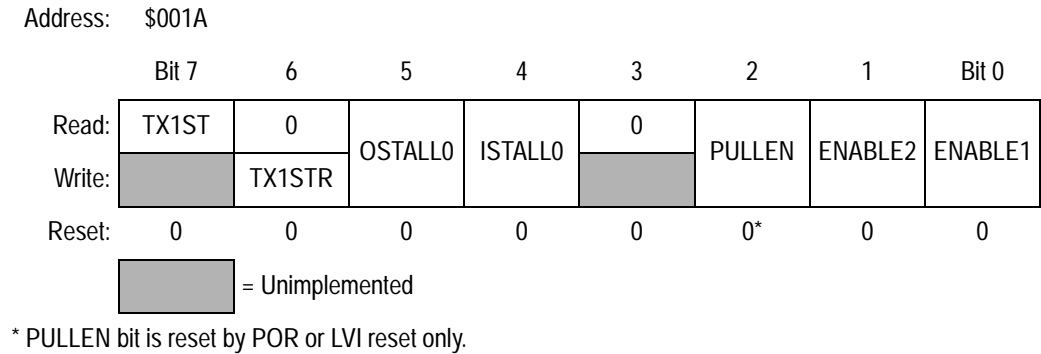 Address: $001A
Bit 7 6 5 4 3 2 1 Bit 0
Read: TX1ST 0 OSTALL0 ISTALL0 0 PULLEN ENABLE2 ENABLE1
Write: TX1STR
Reset: 0 0 0 0 0 0* 0 0
= Unimplemented
* PULLEN bit is reset by POR or LVI reset only.